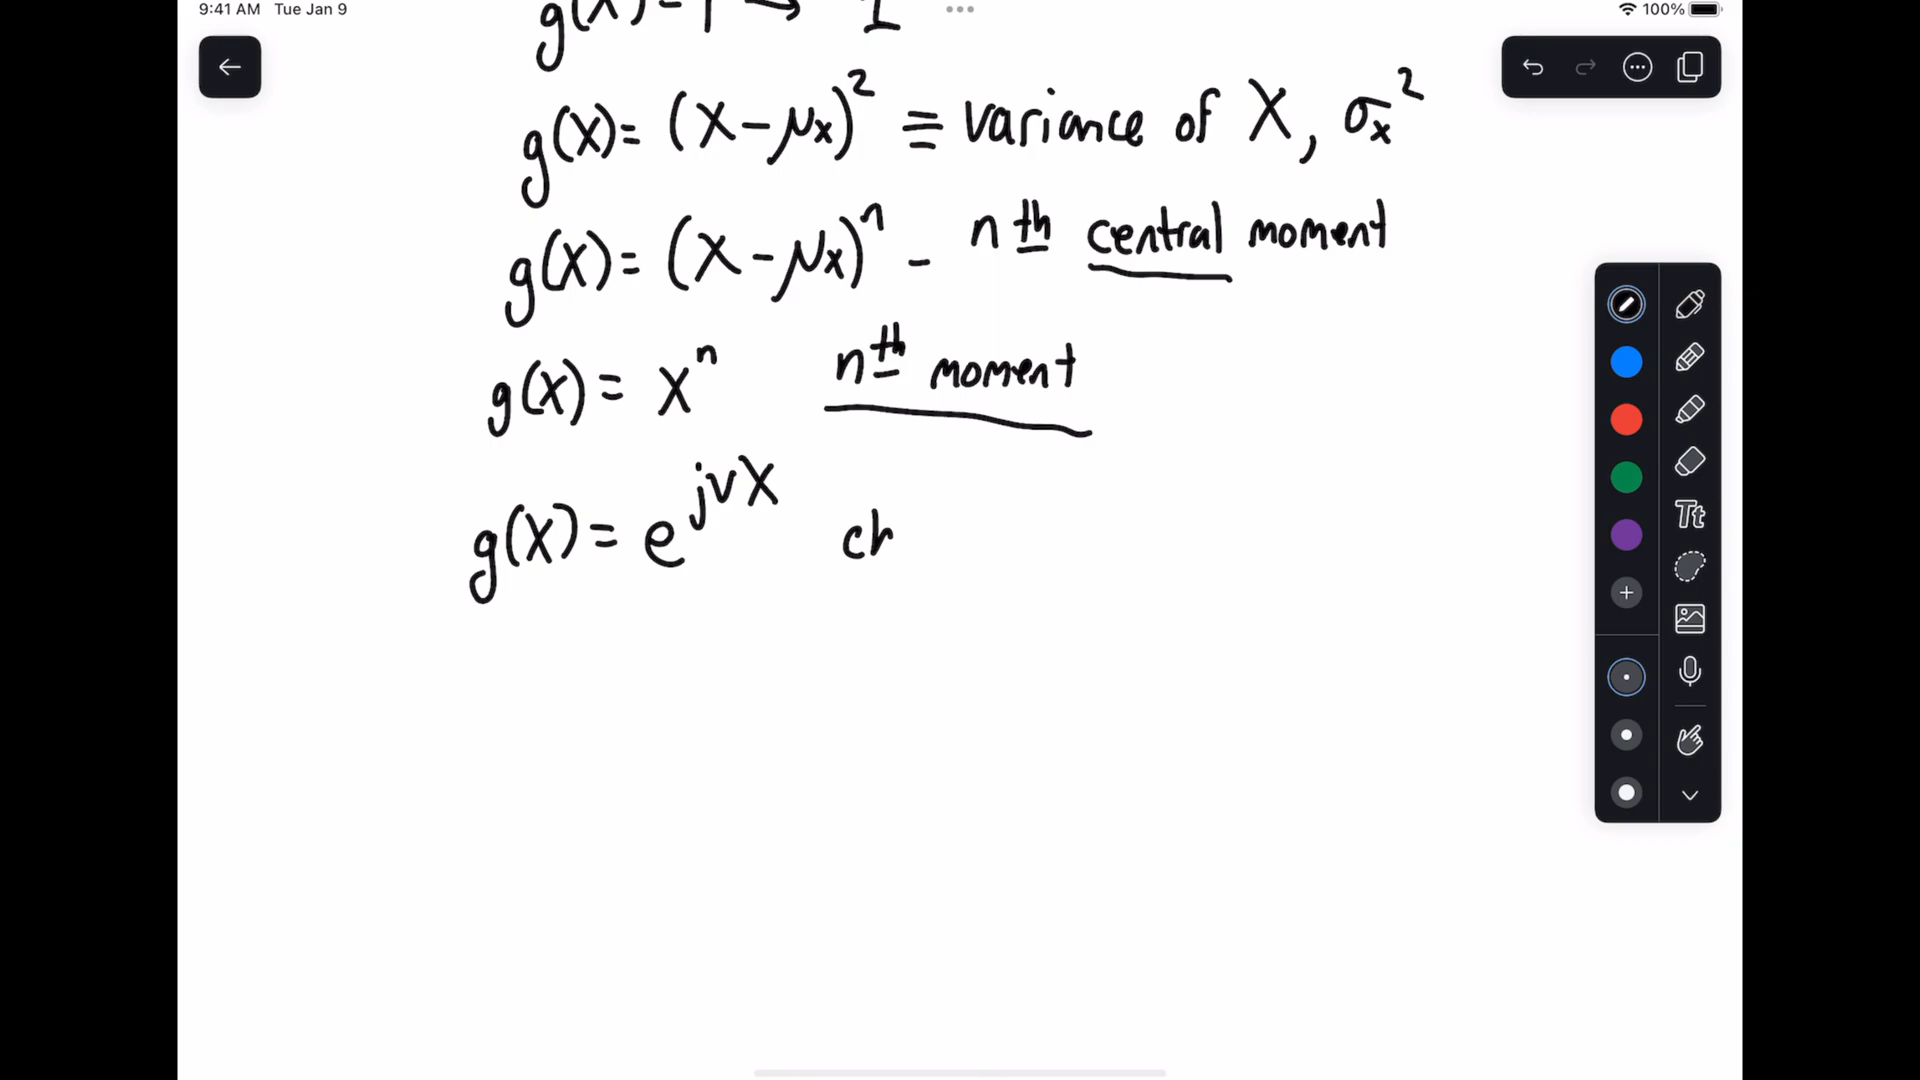 9:41 AM Tue Jan 9
100%
g(X) = (X-μx)² ≡ variance of X, σx²
g(X) = (X-μx)ⁿ - nth central moment
g(X) = Xⁿ nth moment
g(X) = e^jvX ch
Tt